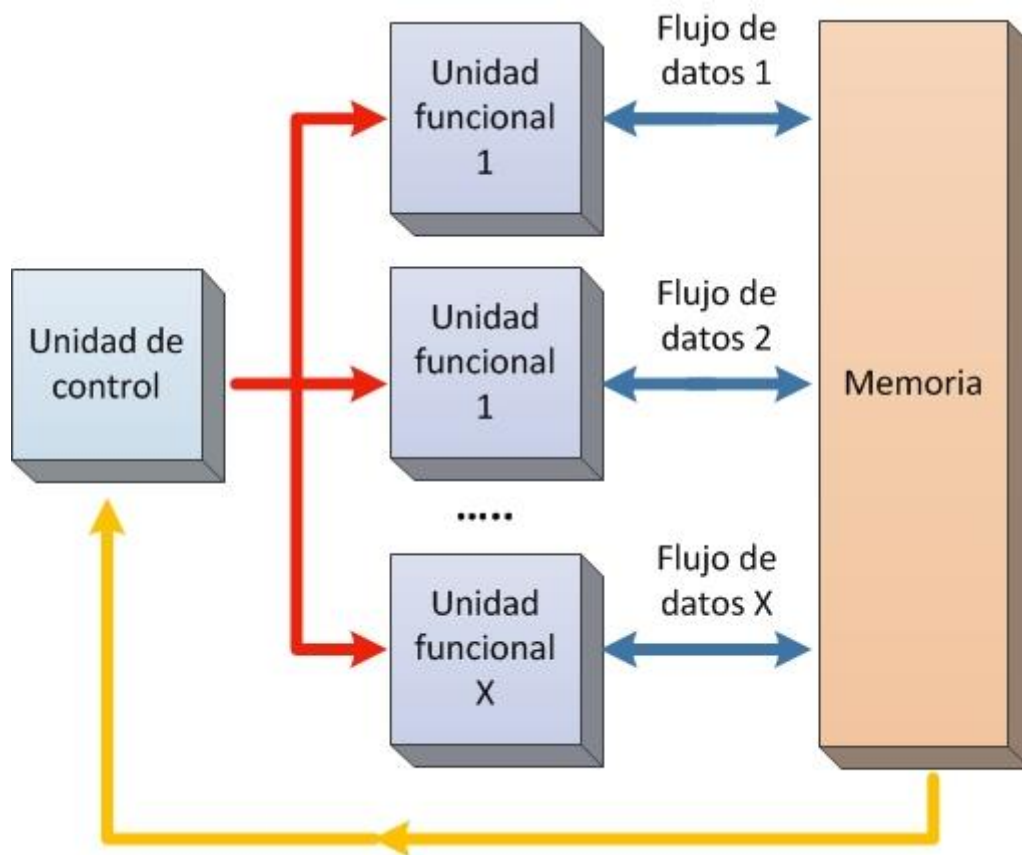 Unidad
funcional
1
Flujo de
datos 1
Unidad de
control
Unidad
funcional
1
Flujo de
datos 2
Memoria
.....
Unidad
funcional
X
Flujo de
datos X